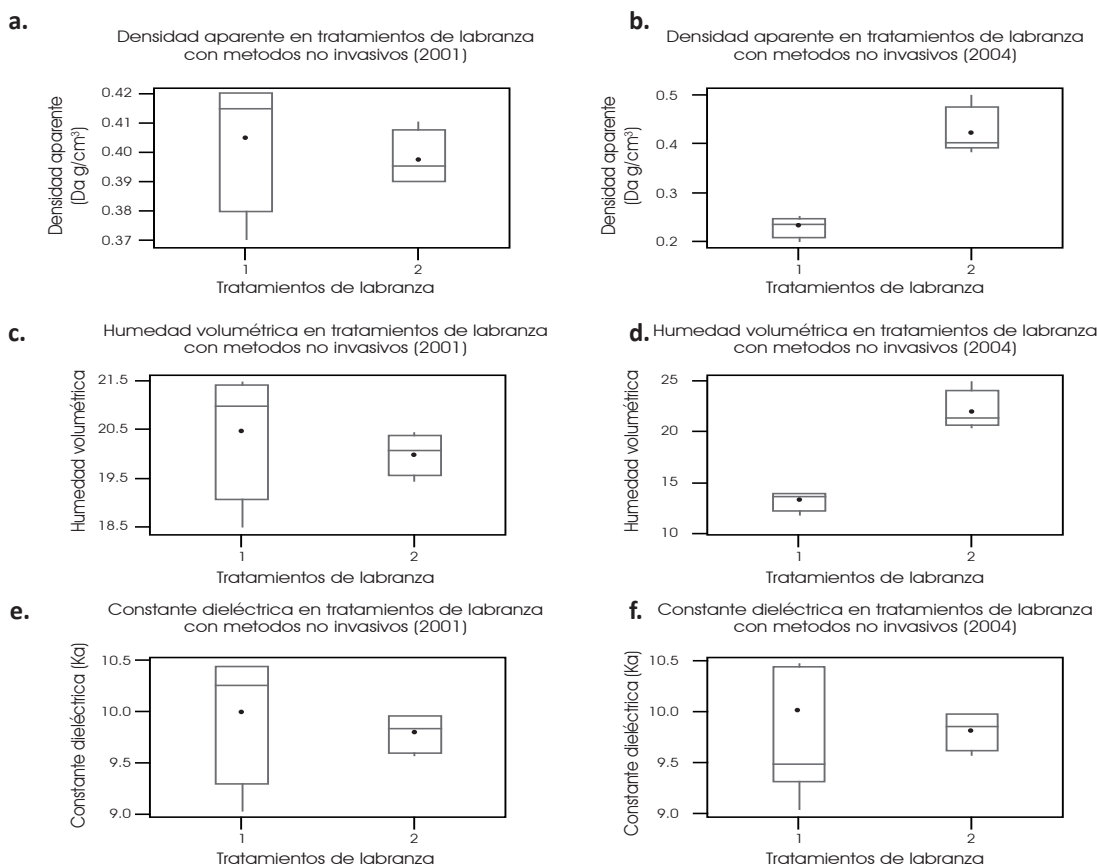 a.
Densidad aparente en tratamientos de labranza
con metodos no invasivos (2001)
Densidad aparente
(Da g/cm³)
0.42
0.41
0.40
0.39
0.38
0.37
1
2
Tratamientos de labranza
b.
Densidad aparente en tratamientos de labranza
con metodos no invasivos (2004)
Densidad aparente
(Da g/cm³)
0.5
0.4
0.3
0.2
1
2
Tratamientos de labranza
c.
Humedad volumétrica en tratamientos de labranza
con metodos no invasivos (2001)
Humedad volumétrica
21.5
20.5
19.5
18.5
1
2
Tratamientos de labranza
d.
Humedad volumétrica en tratamientos de labranza
con metodos no invasivos (2004)
Humedad volumétrica
25
20
15
10
1
2
Tratamientos de labranza
e.
Constante dieléctrica en tratamientos de labranza
con metodos no invasivos (2001)
Constante dieléctrica (Ka)
10.5
10.0
9.5
9.0
1
2
Tratamientos de labranza
f.
Constante dieléctrica en tratamientos de labranza
con metodos no invasivos (2004)
Constante dieléctrica (Ka)
10.5
10.0
9.5
9.0
1
2
Tratamientos de labranza